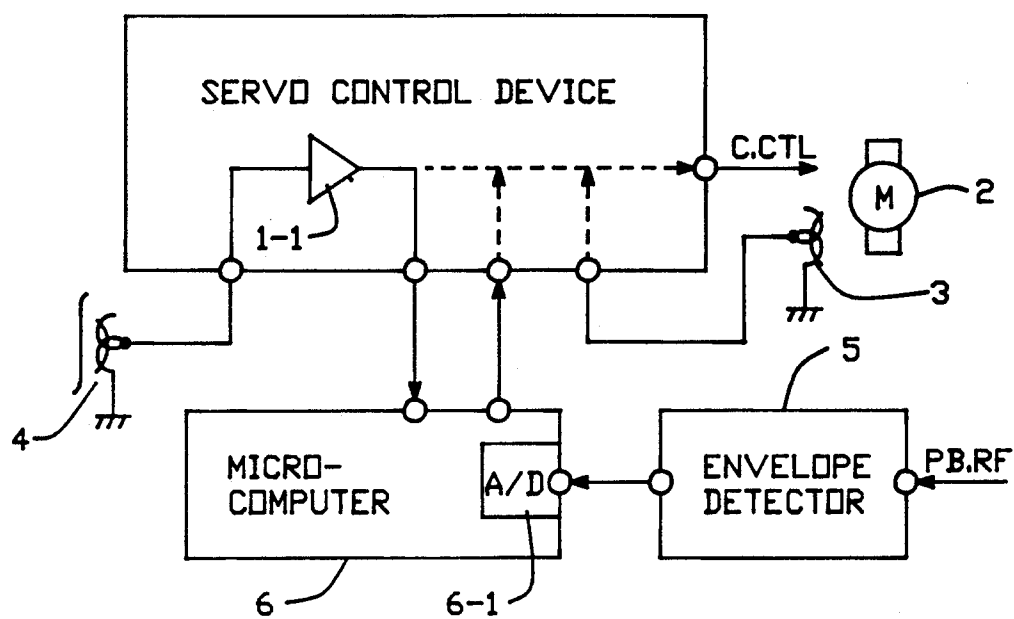 SERVO CONTROL DEVICE
C.CTL
M
2
1-1
3
4
5
MICRO-
COMPUTER
A/D
ENVELOPE
DETECTOR
PB.RF
6
6-1